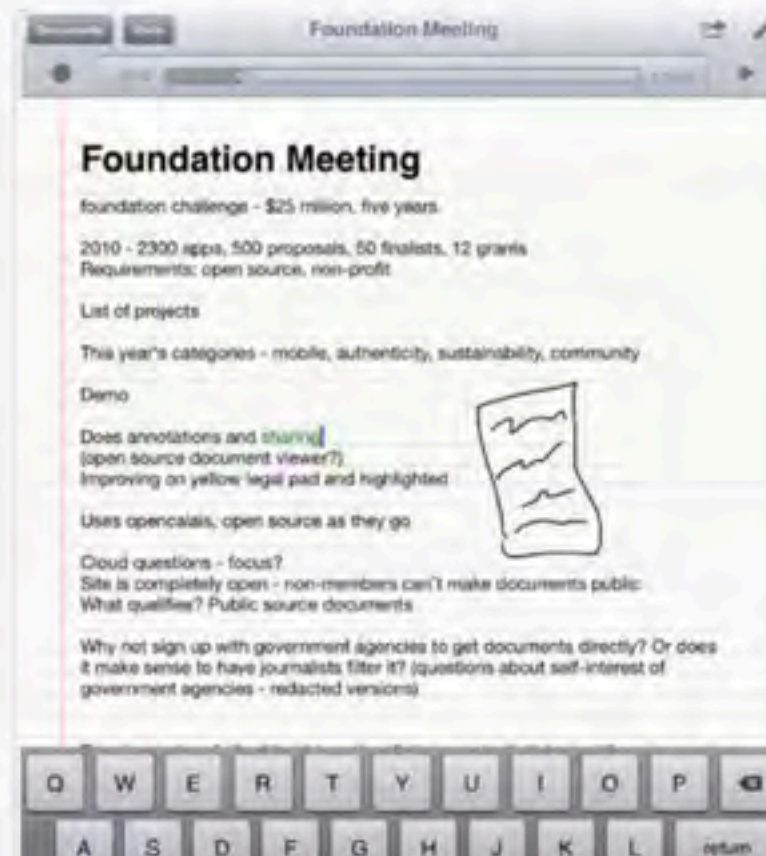 Foundation Meeting
Foundation Meeting
foundation challenge - $25 million, five years
2010 - 2300 apps, 500 proposals, 50 finalists, 12 grants
Requirements: open source, non-profit
List of projects
This year's categories - mobile, authenticity, sustainability, community
Demo
Does annotations and sharing
(open source document viewer?)
Improving on yellow legal pad and highlighted
Uses opencalais, open source as they go
Cloud questions - focus?
Site is completely open - non-members can't make documents public
What qualifies? Public source documents
Why not sign up with government agencies to get documents directly? Or does
it make sense to have journalists filter it? (questions about self-interest of
government agencies - redacted versions)
Q W E R T Y U I O P
A S D F G H J K L return